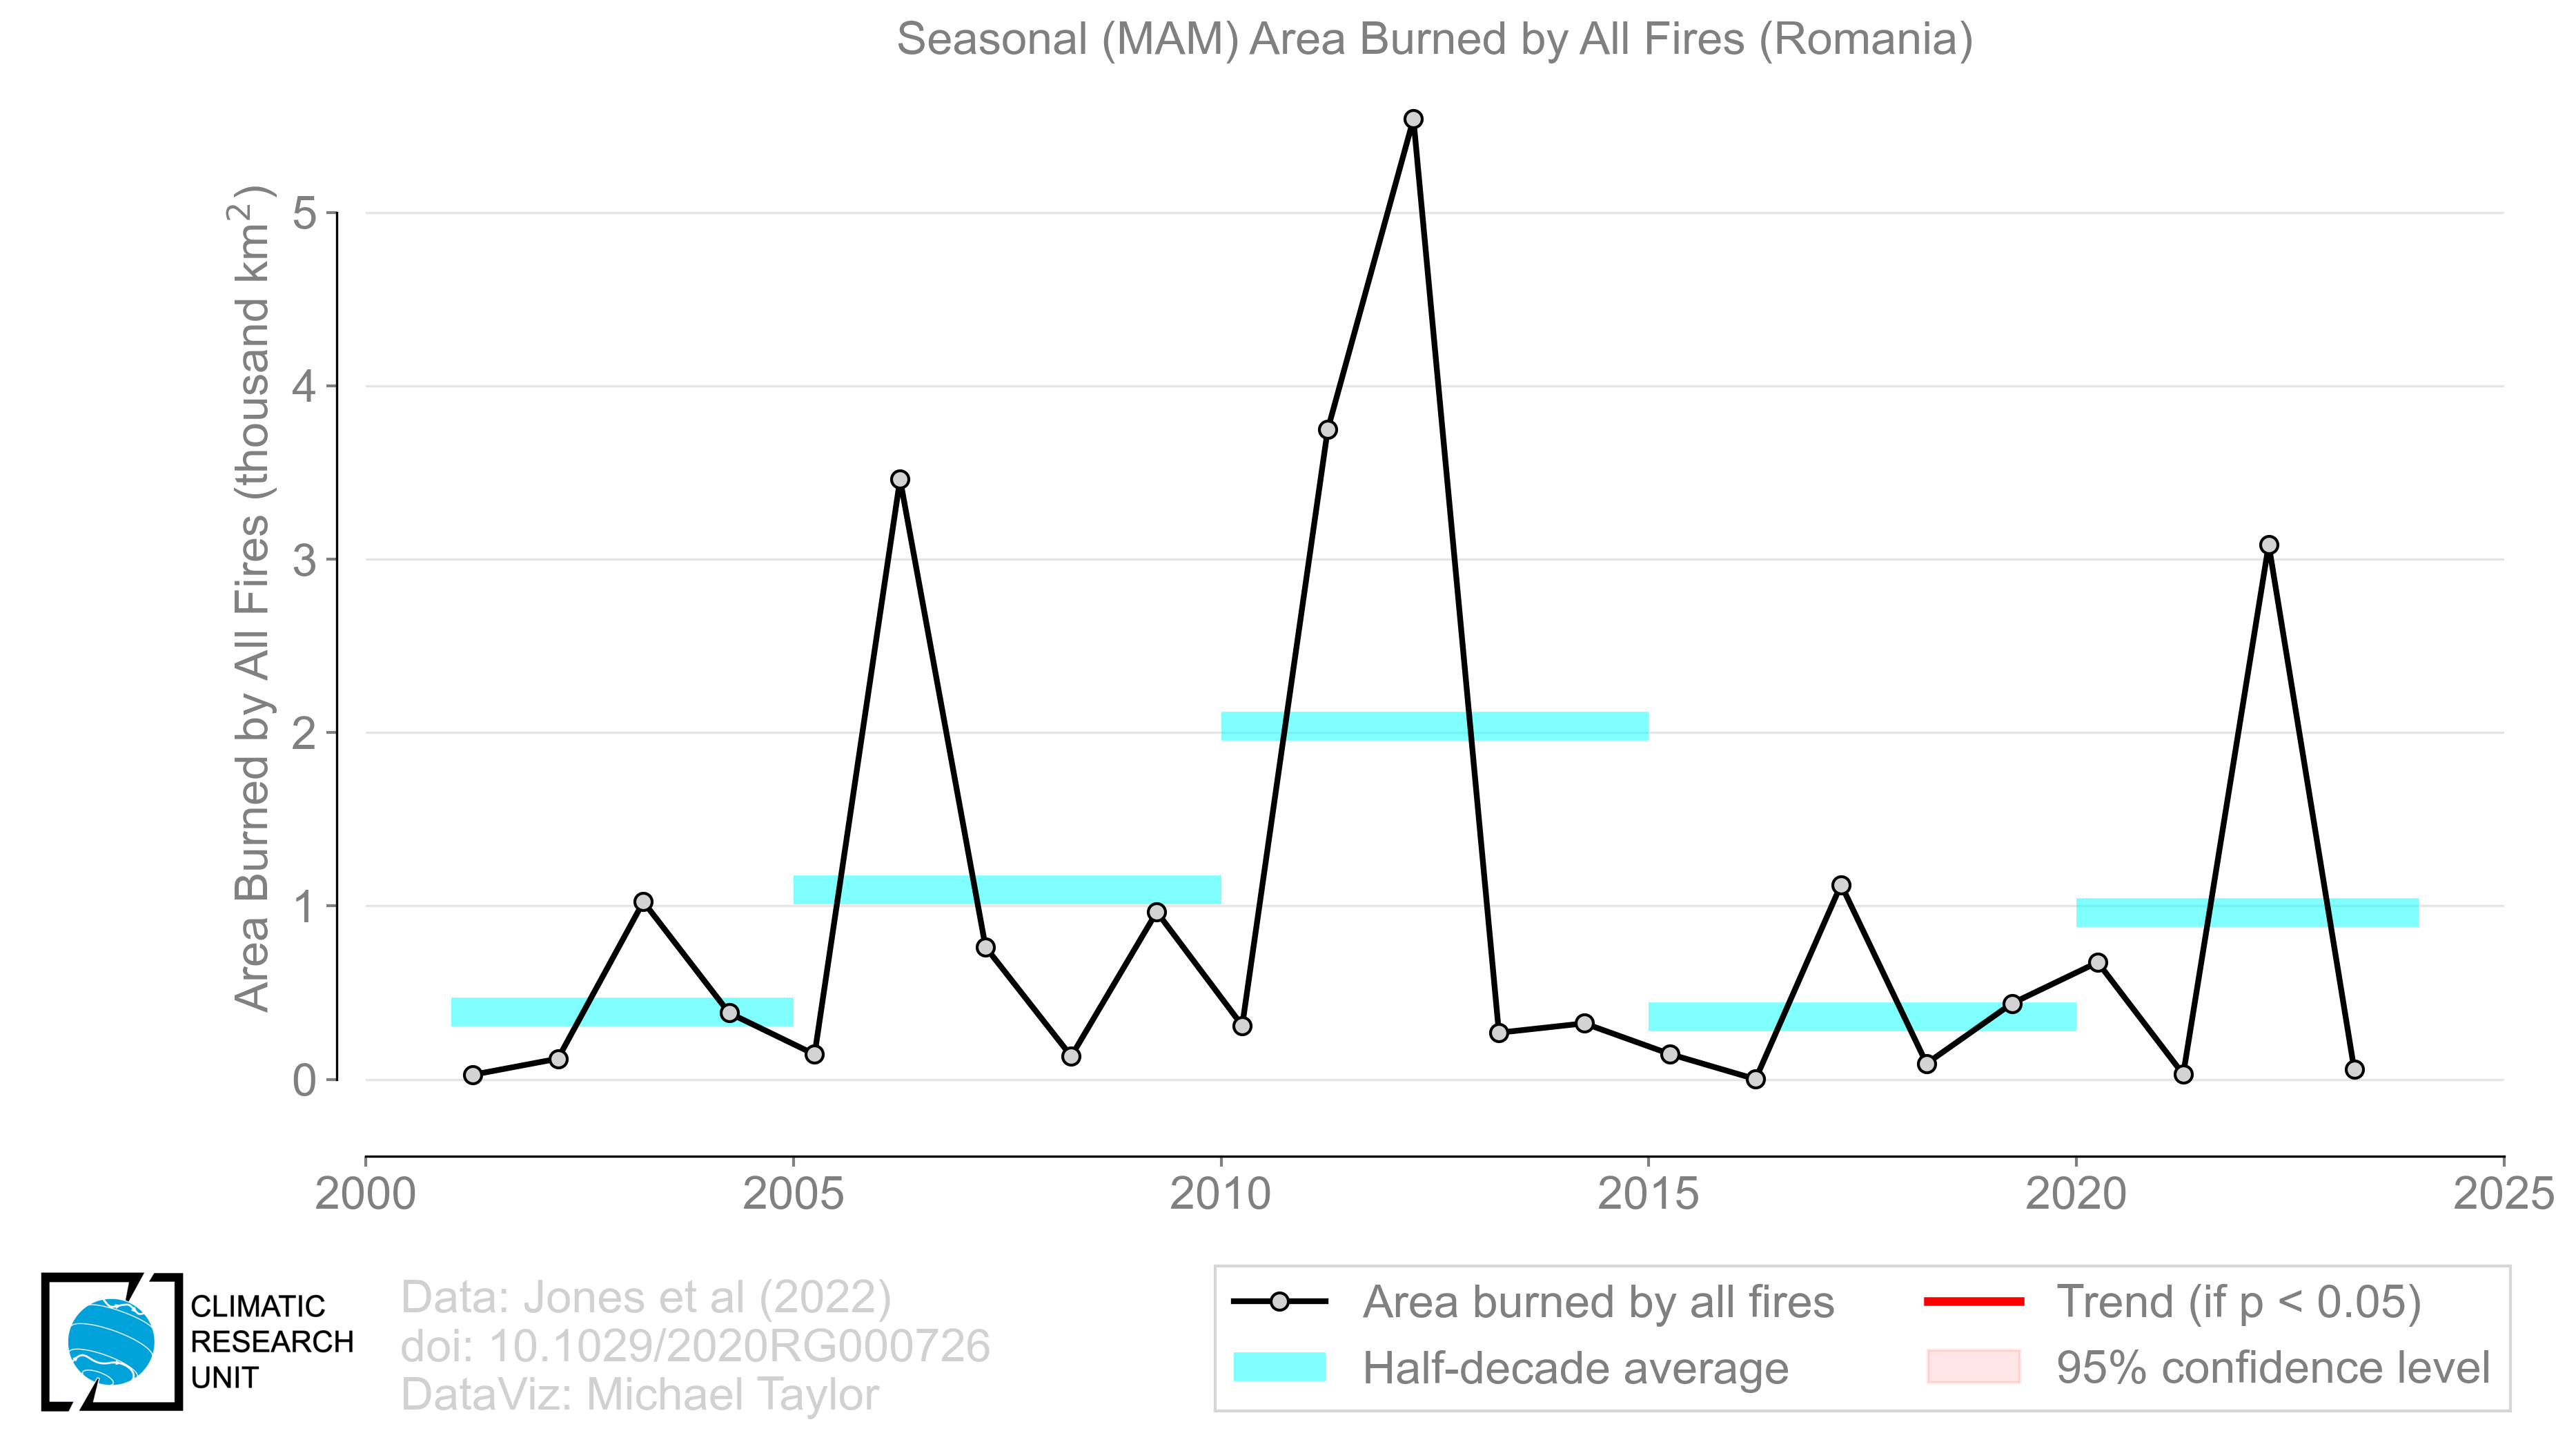 Seasonal (MAM) Area Burned by All Fires (Romania)
Area Burned by All Fires (thousand km²)
5
4
3
2
1
0
2000 2005 2010 2015 2020 2025
CLIMATIC
RESEARCH
UNIT
Data: Jones et al (2022)
doi: 10.1029/2020RG000726
DataViz: Michael Taylor
Area burned by all fires
Half-decade average
Trend (if p < 0.05)
95% confidence level